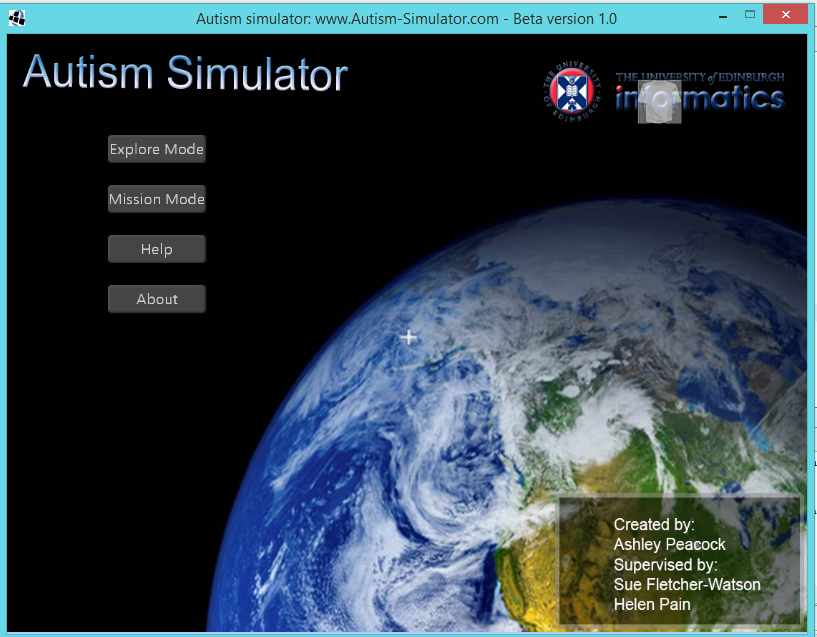 Autism simulator: www.Autism-Simulator.com - Beta version 1.0
Autism Simulator
THE UNIVERSITY of EDINBURGH
THE UNIVERSITY of EDINBURGH
informatics
Explore Mode
Mission Mode
Help
About
Created by:
Ashley Peacock
Supervised by:
Sue Fletcher-Watson
Helen Pain